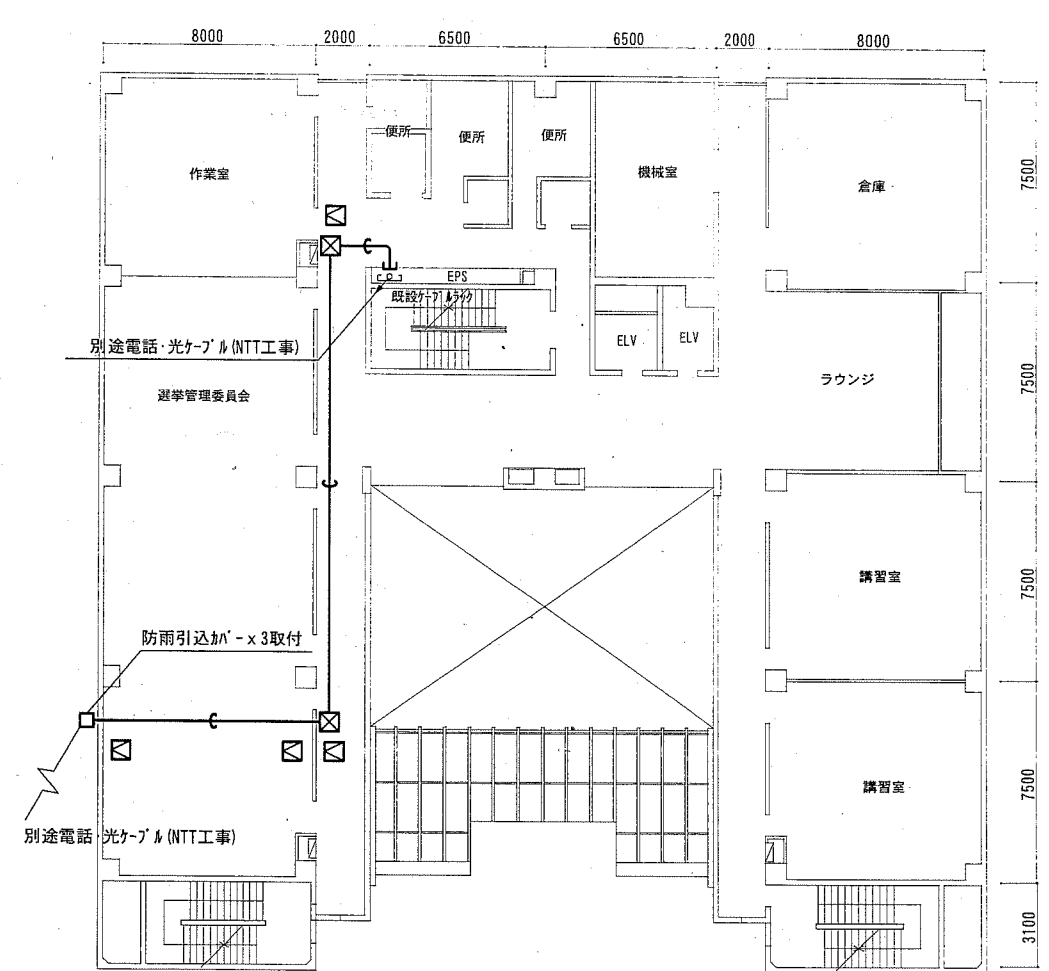 8000 2000 6500 6500 2000 8000
便所
便所
便所
作業室
機械室
倉庫
7500
EPS
既設ケーブルラック
ELV
ELV
別途電話・光ケーブル(NTT工事)
選挙管理委員会
ラウンジ
7500
講習室
7500
防雨引込カバー x 3取付
講習室
7500
別途電話・光ケーブル(NTT工事)
3100